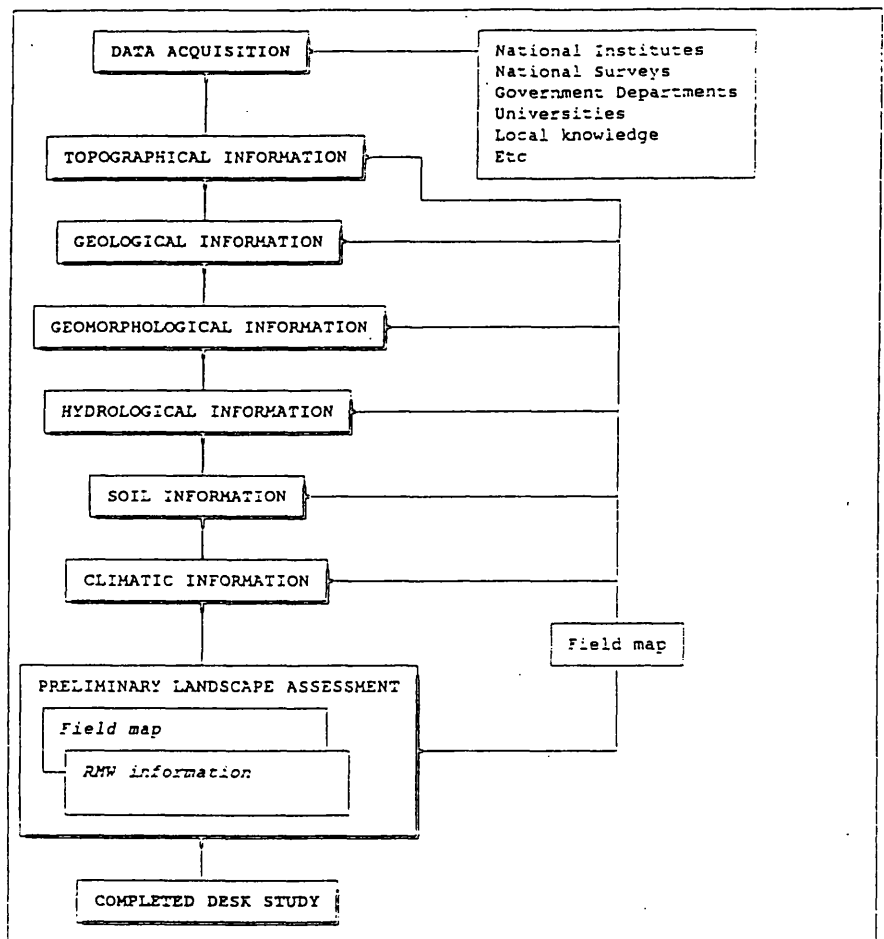 DATA ACQUISITION
National Institutes
National Surveys
Government Departments
Universities
Local knowledge
Etc
TOPOGRAPHICAL INFORMATION
GEOLOGICAL INFORMATION
GEOMORPHOLOGICAL INFORMATION
HYDROLOGICAL INFORMATION
SOIL INFORMATION
CLIMATIC INFORMATION
Field map
PRELIMINARY LANDSCAPE ASSESSMENT
Field map
RMW information
COMPLETED DESK STUDY